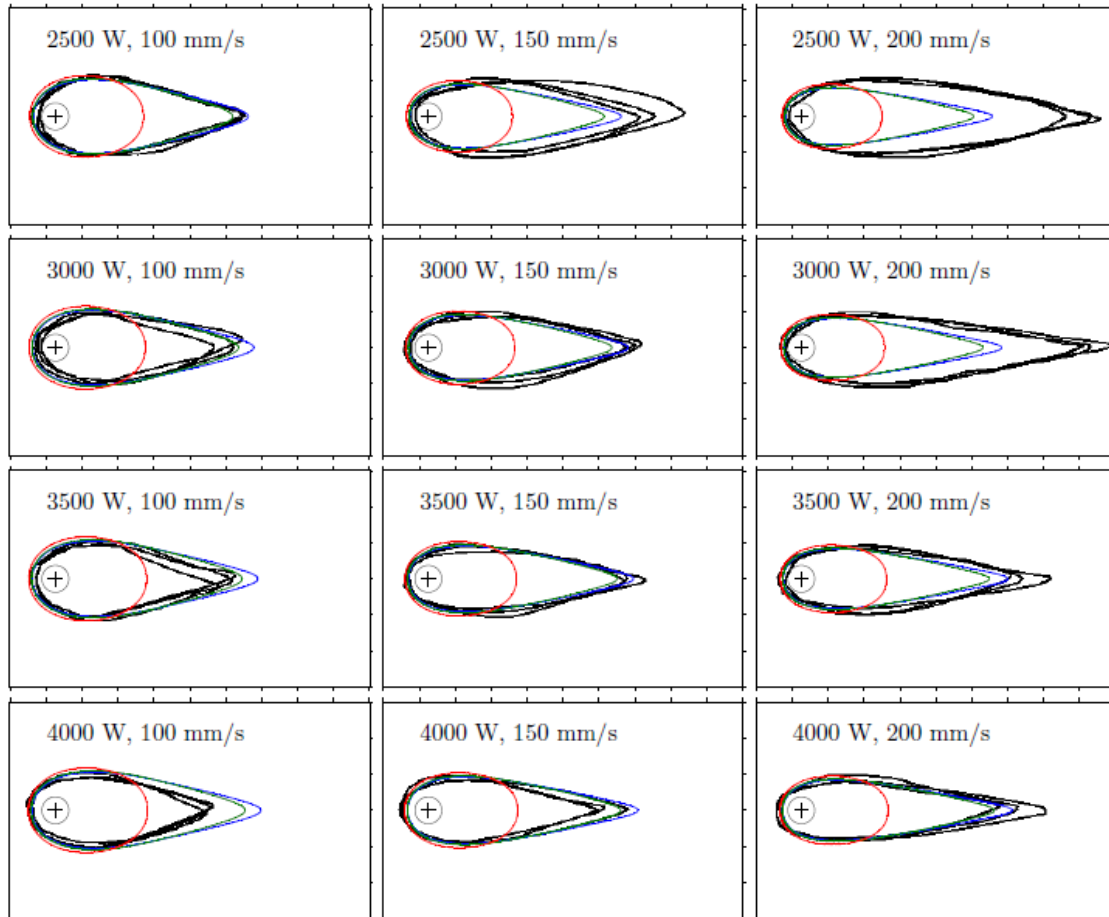 2500 W, 100 mm/s
2500 W, 150 mm/s
2500 W, 200 mm/s
3000 W, 100 mm/s
3000 W, 150 mm/s
3000 W, 200 mm/s
3500 W, 100 mm/s
3500 W, 150 mm/s
3500 W, 200 mm/s
4000 W, 100 mm/s
4000 W, 150 mm/s
4000 W, 200 mm/s